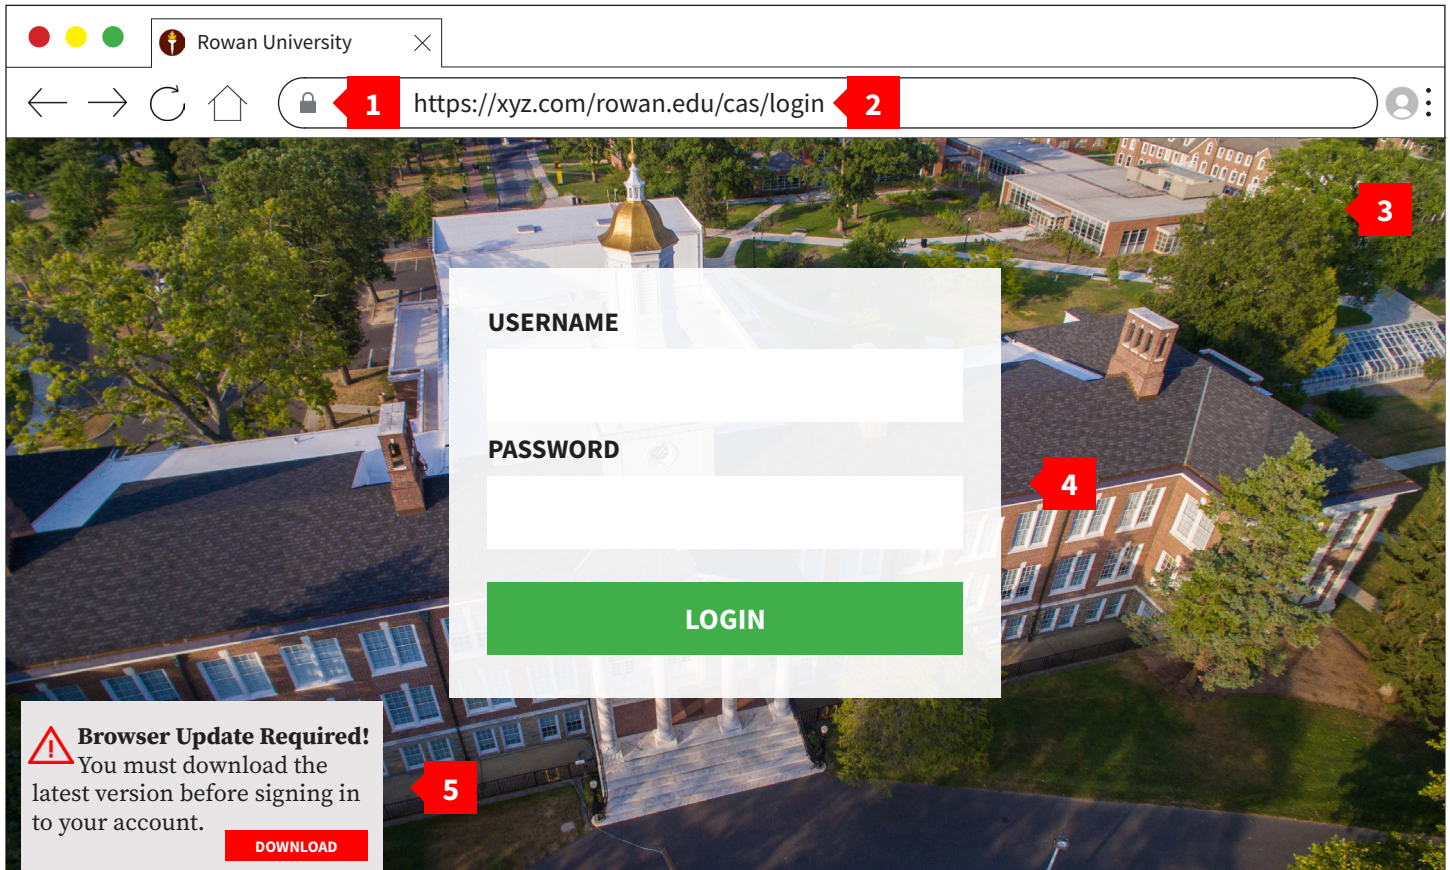 Rowan University
1
https://xyz.com/rowan.edu/cas/login
2
3
USERNAME
PASSWORD
4
LOGIN
Browser Update Required!
You must download the
latest version before signing in
to your account.
DOWNLOAD
5